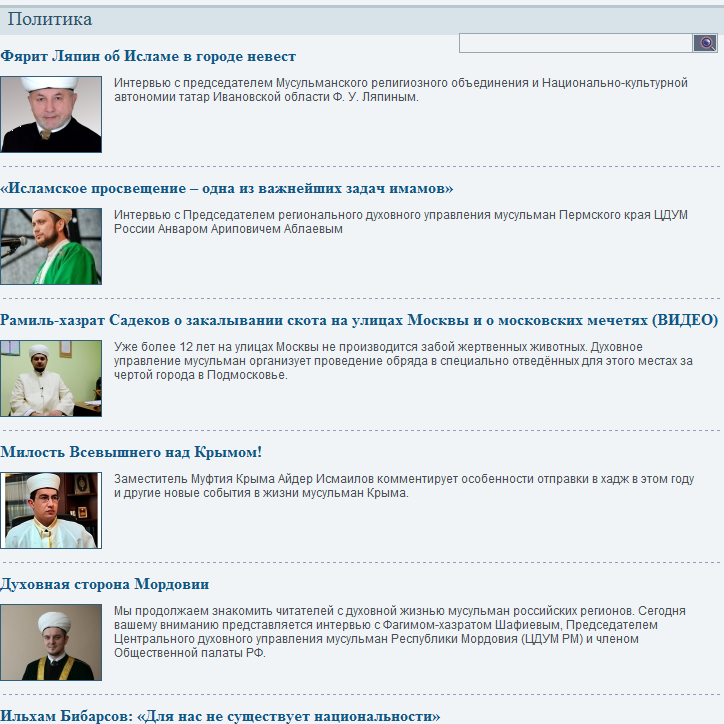 Политика
Фярит Ляпин об Исламе в городе невест
Интервью с председателем Мусульманского религиозного объединения и Национально-культурной
автономии татар Ивановской области Ф. У. Ляпиным.
«Исламское просвещение – одна из важнейших задач имамов»
Интервью с Председателем регионального духовного управления мусульман Пермского края ЦДУМ
России Анваром Ариповичем Аблаевым
Рамиль-хазрат Садеков о закалывании скота на улицах Москвы и о московских мечетях (ВИДЕО)
Уже более 12 лет на улицах Москвы не производится забой жертвенных животных. Духовное
управление мусульман организует проведение обряда в специально отведённых для этого местах за
чертой города в Подмосковье.
Милость Всевышнего над Крымом!
Заместитель Муфтия Крыма Айдер Исмаилов комментирует особенности отправки в хадж в этом году
и другие новые события в жизни мусульман Крыма.
Духовная сторона Мордовии
Мы продолжаем знакомить читателей с духовной жизнью мусульман российских регионов. Сегодня
вашему вниманию представляется интервью с Фагимом-хазратом Шафиевым, Председателем
Центрального духовного управления мусульман Республики Мордовия (ЦДУМ РМ) и членом
Общественной палаты РФ.
Ильхам Бибарсов: «Для нас не существует национальности»